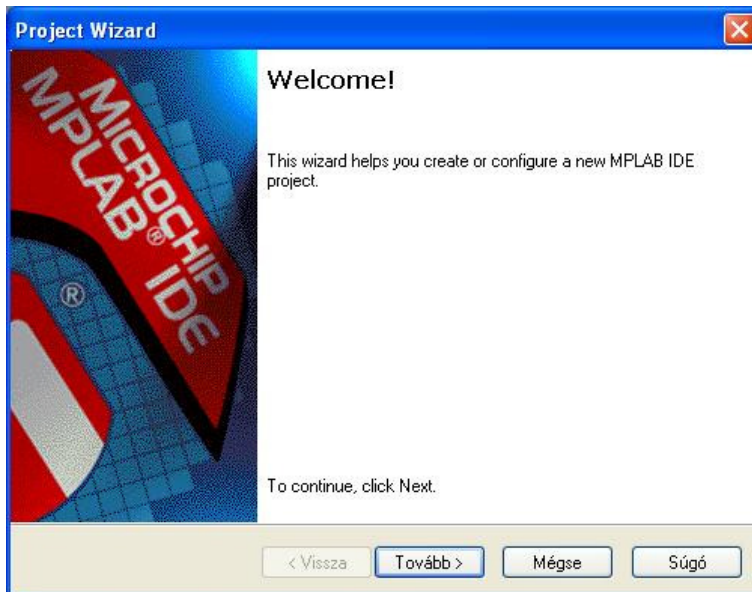 Project Wizard
MICROCHIP
MPLAB® IDE
®
Welcome!
This wizard helps you create or configure a new MPLAB IDE
project.
To continue, click Next.
< Vissza
Tovább >
Mégse
Súgó